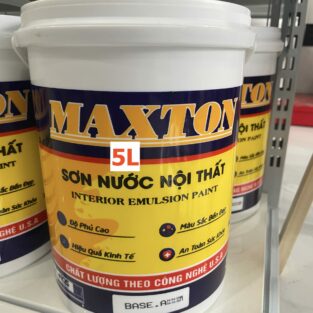 MAXTON
5L
SƠN NƯỚC NỘI THẤT
INTERIOR EMULSION PAINT
Độ Phủ Cao
Màu Sắc Bền Đẹp
Hiệu Quả Kinh Tế
An Toàn Sức Khỏe
CHẤT LƯỢNG THEO CÔNG NGHỆ U.S.A
BASE.A